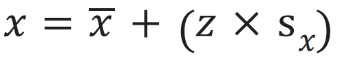 x = x̅ + (z × sₓ)